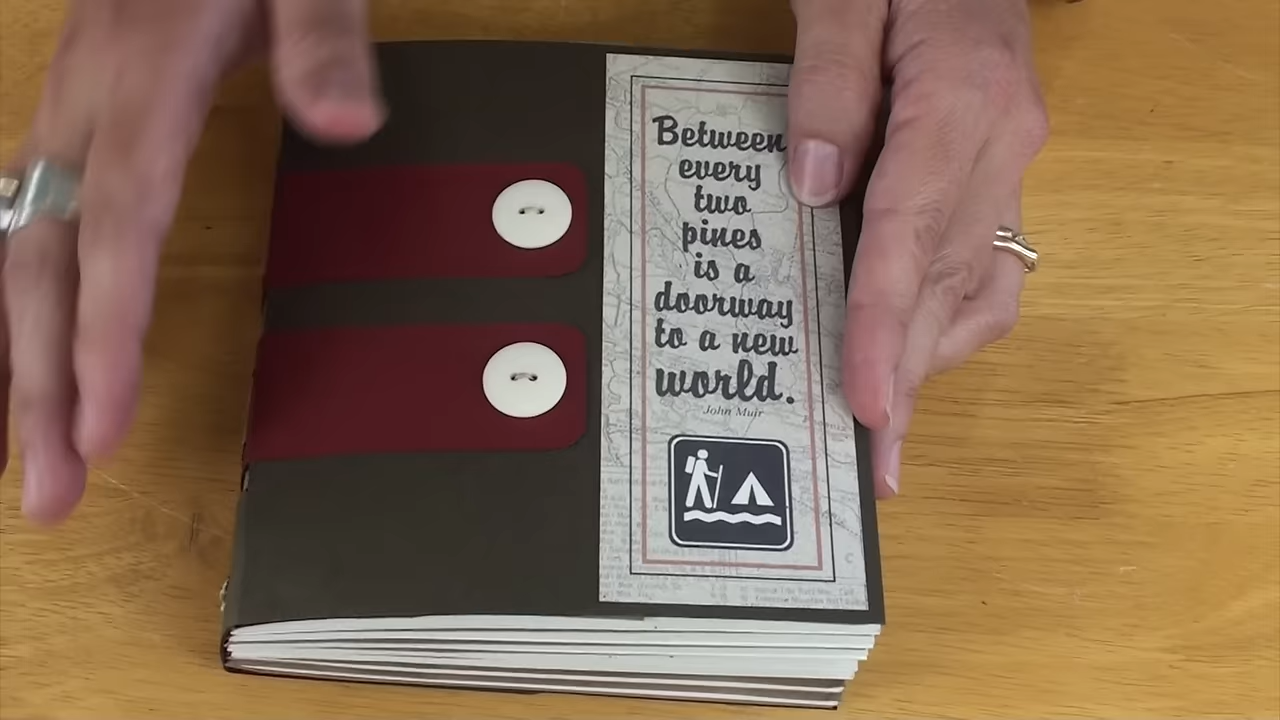 Between
every
two
pines
is a
doorway
to a new
world.
John Muir